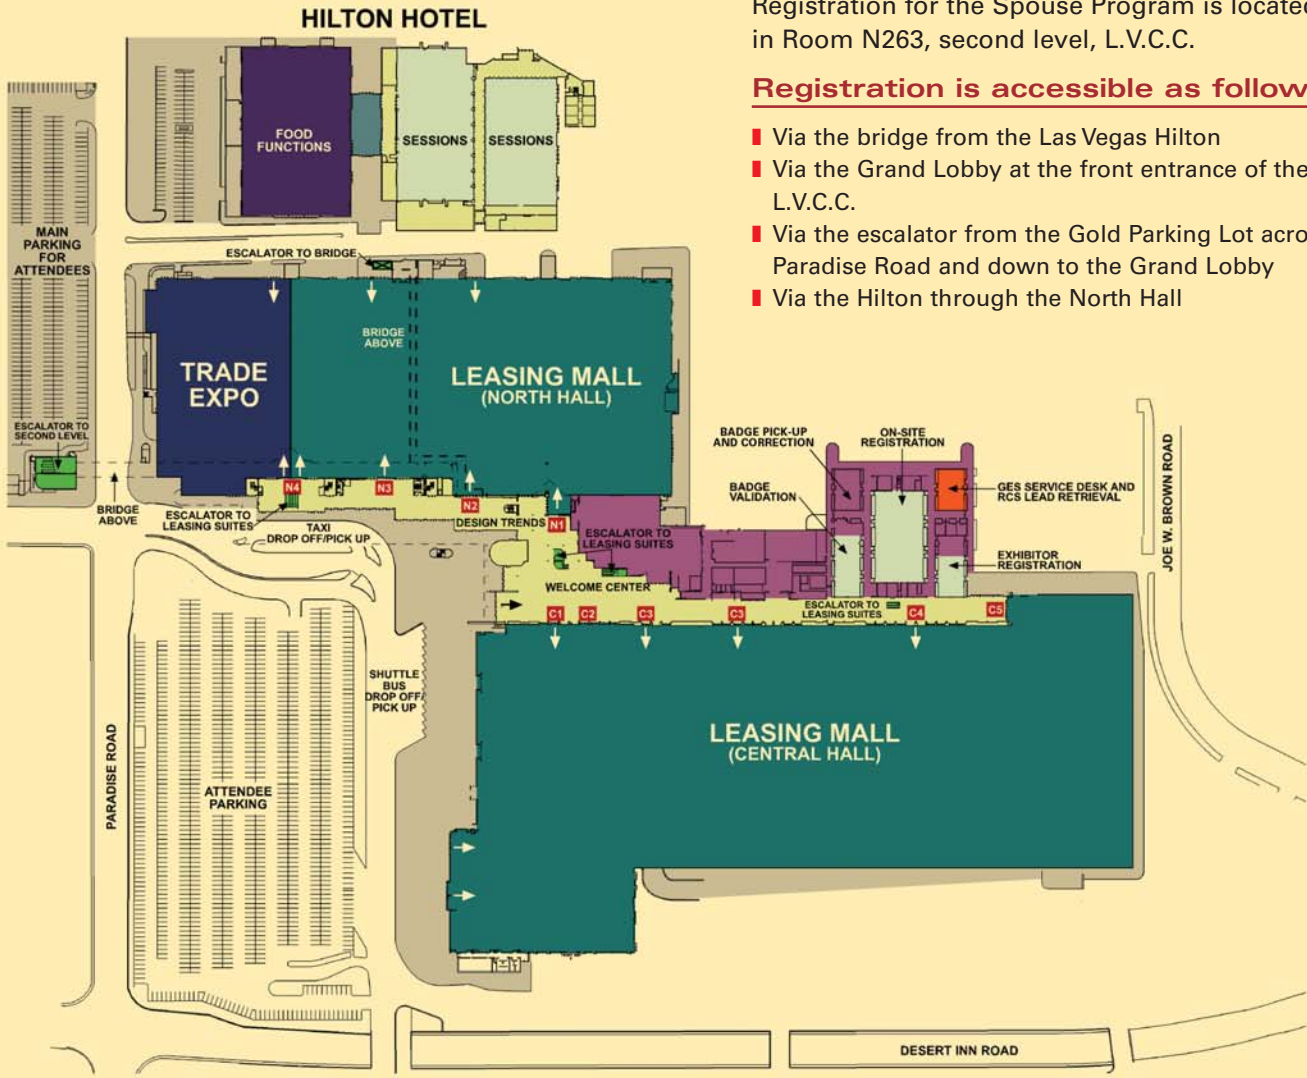 HILTON HOTEL
Registration for the Spouse Program is located
in Room N263, second level, L.V.C.C.
Registration is accessible as follow
Via the bridge from the Las Vegas Hilton
Via the Grand Lobby at the front entrance of the
L.V.C.C.
Via the escalator from the Gold Parking Lot acro
Paradise Road and down to the Grand Lobby
Via the Hilton through the North Hall
FOOD
FUNCTIONS
SESSIONS
SESSIONS
MAIN
PARKING
FOR
ATTENDEES
ESCALATOR TO BRIDGE
BRIDGE
ABOVE
TRADE
EXPO
LEASING MALL
(NORTH HALL)
ESCALATOR TO
SECOND LEVEL
BRIDGE
ABOVE
ESCALATOR TO
LEASING SUITES
TAXI
DROP OFF/PICK UP
N4
N3
N2
N1
DESIGN TRENDS
ESCALATOR TO
LEASING SUITES
WELCOME CENTER
BADGE PICK-UP
AND CORRECTION
ON-SITE
REGISTRATION
BADGE
VALIDATION
GES SERVICE DESK AND
RCS LEAD RETRIEVAL
EXHIBITOR
REGISTRATION
JOE W. BROWN ROAD
C1
C2
C3
C3
ESCALATOR TO
LEASING SUITES
C4
C5
SHUTTLE
BUS
DROP OFF/
PICK UP
LEASING MALL
(CENTRAL HALL)
PARADISE ROAD
ATTENDEE
PARKING
DESERT INN ROAD